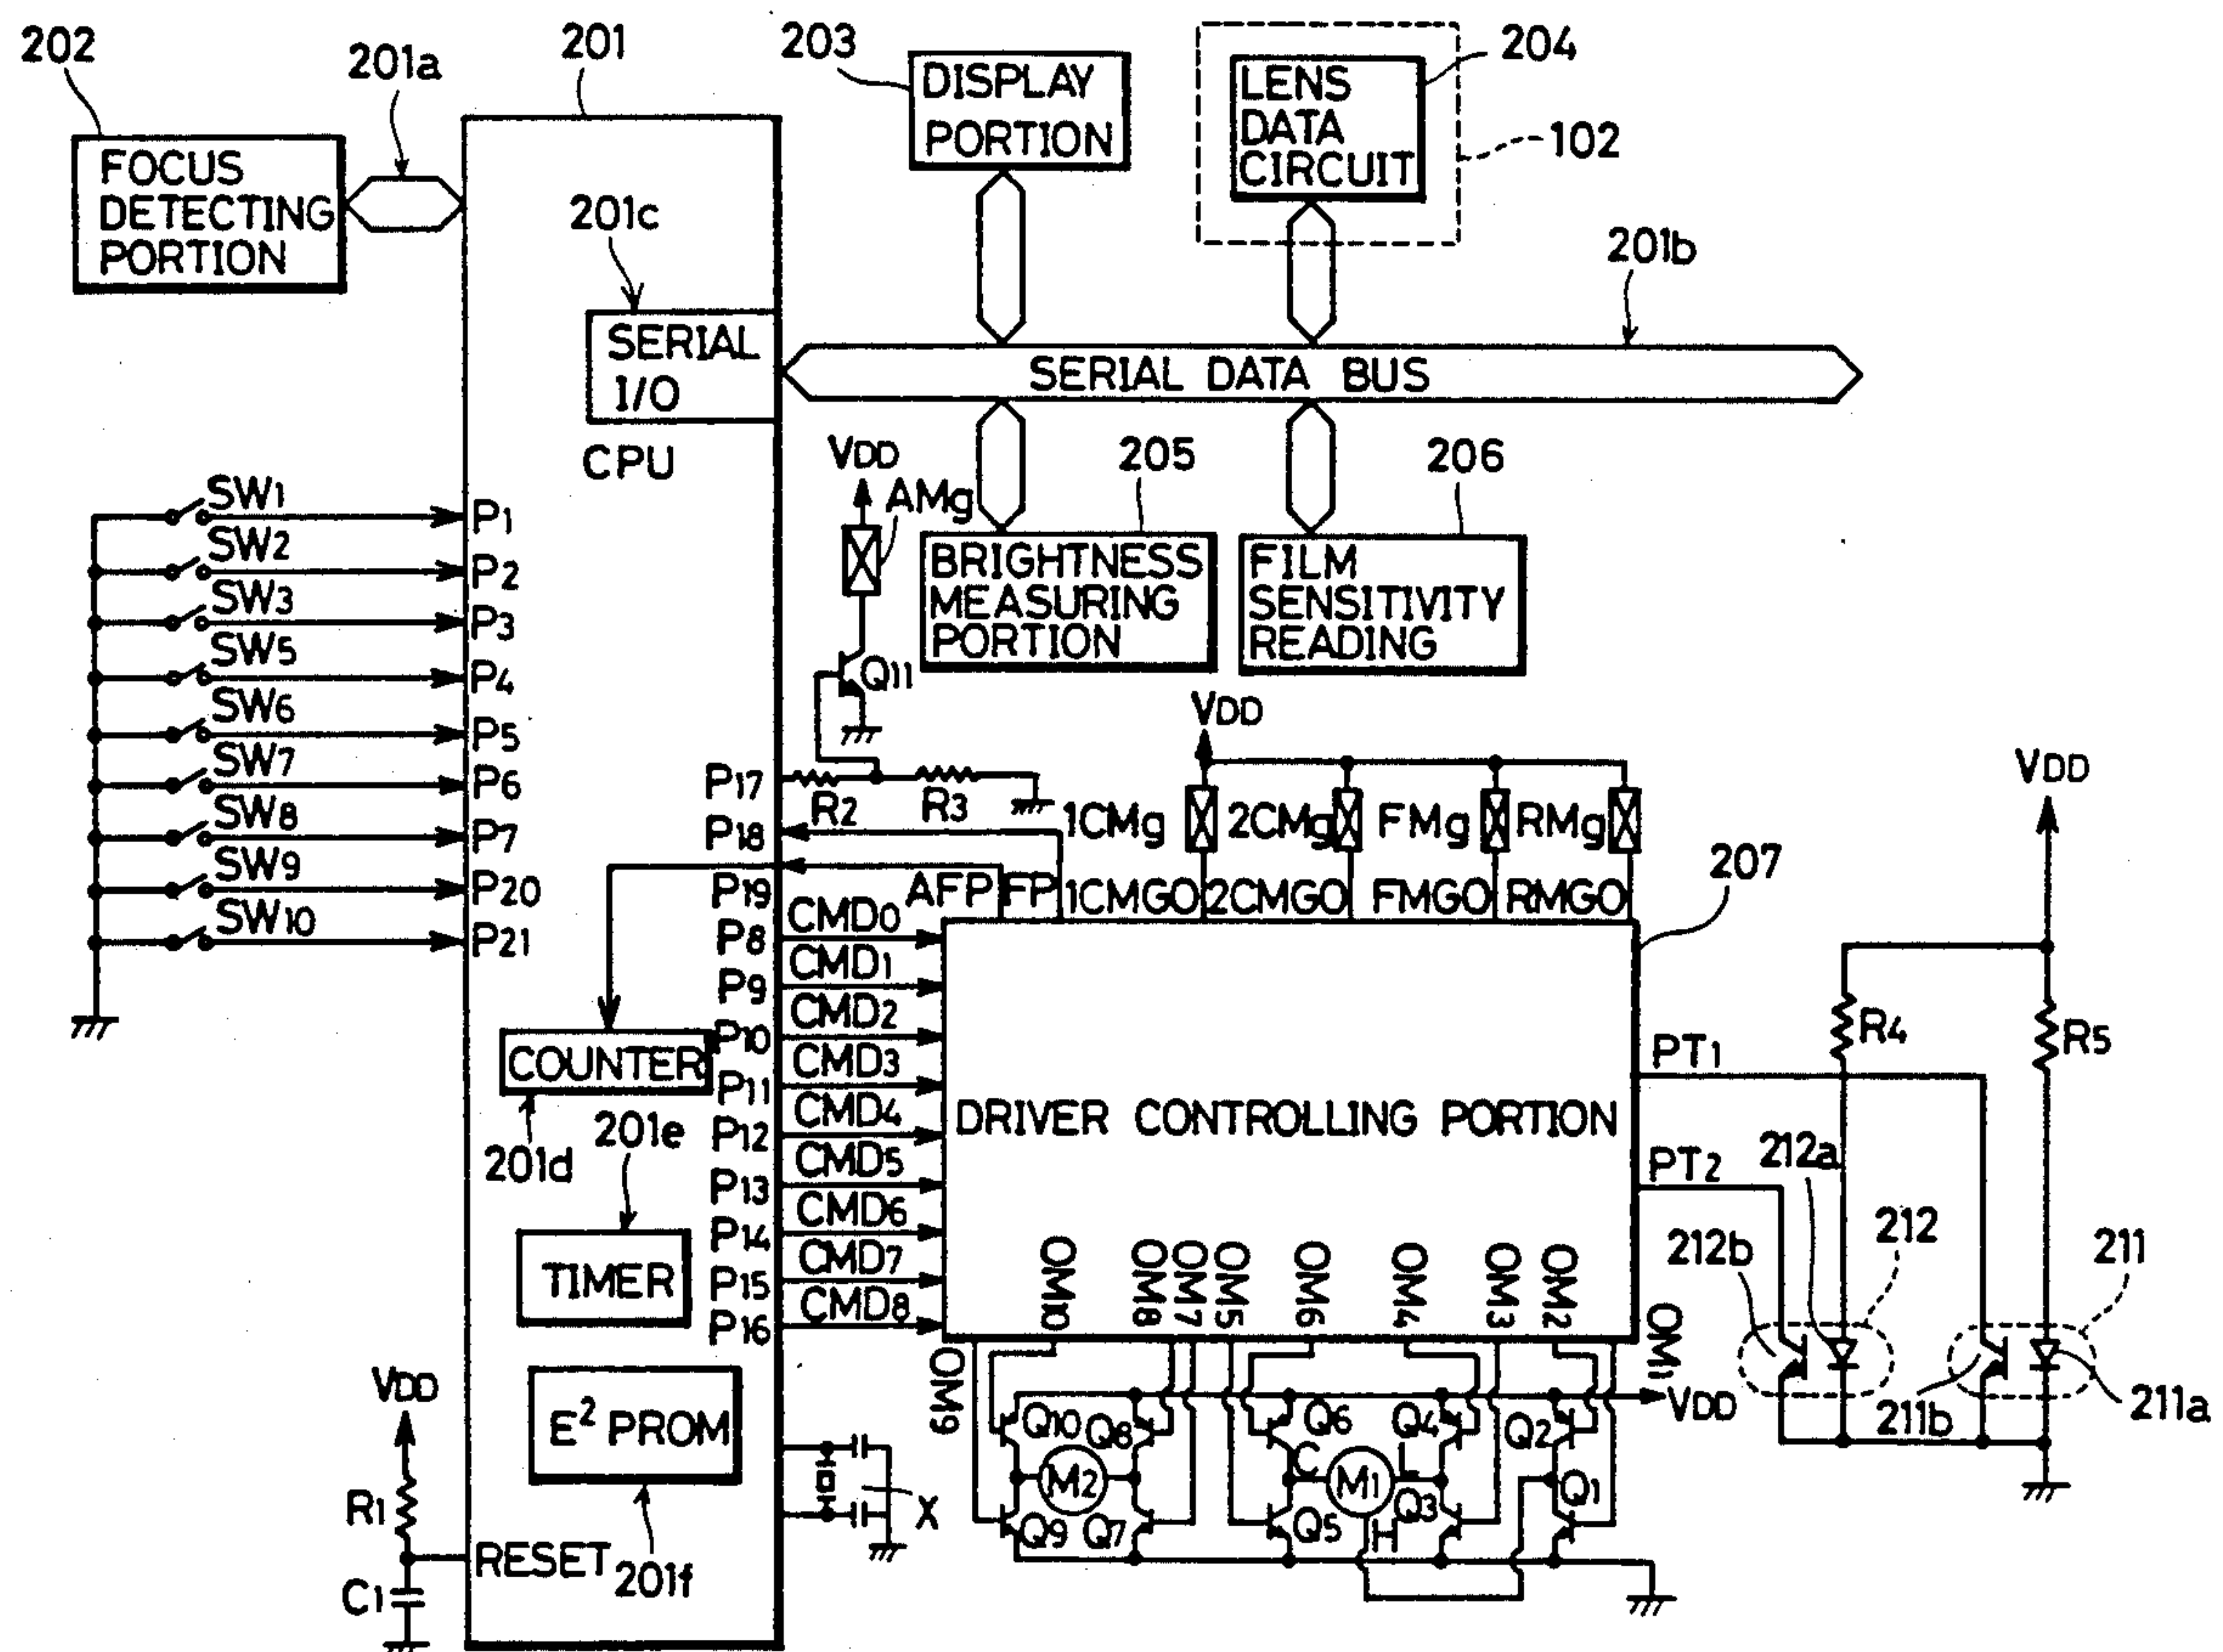 202
201a
201
203
204
DISPLAY
PORTION
LENS
DATA
CIRCUIT
102
FOCUS
DETECTING
PORTION
201c
201b
SERIAL
I/O
SERIAL DATA BUS
CPU
VDD
AMg
205
206
BRIGHTNESS
MEASURING
PORTION
FILM
SENSITIVITY
READING
SW1
P1
SW2
P2
SW3
P3
SW5
P4
SW6
P5
SW7
P6
SW8
P7
SW9
P20
SW10
P21
Q11
VDD
VDD
P17
R2
R3
P18
1CMg
2CMg
FMg
RMg
207
P19
AFP
FP
1CMGO
2CMGO
FMGO
RMGO
P8
CMD0
P9
CMD1
P10
CMD2
P11
CMD3
P12
CMD4
P13
CMD5
P14
CMD6
P15
CMD7
P16
CMD8
COUNTER
201d
201e
TIMER
E2 PROM
201f
DRIVER CONTROLLING PORTION
R4
R5
PT1
PT2
212a
212b
212
211
211b
211a
OM10
OM8
OM7
OM5
OM6
OM4
OM3
OM2
OM1
OM9
VDD
Q10
Q8
Q6
Q4
Q2
C
L
M2
M1
H
Q9
Q7
Q5
Q3
Q1
X
VDD
R1
RESET
C1